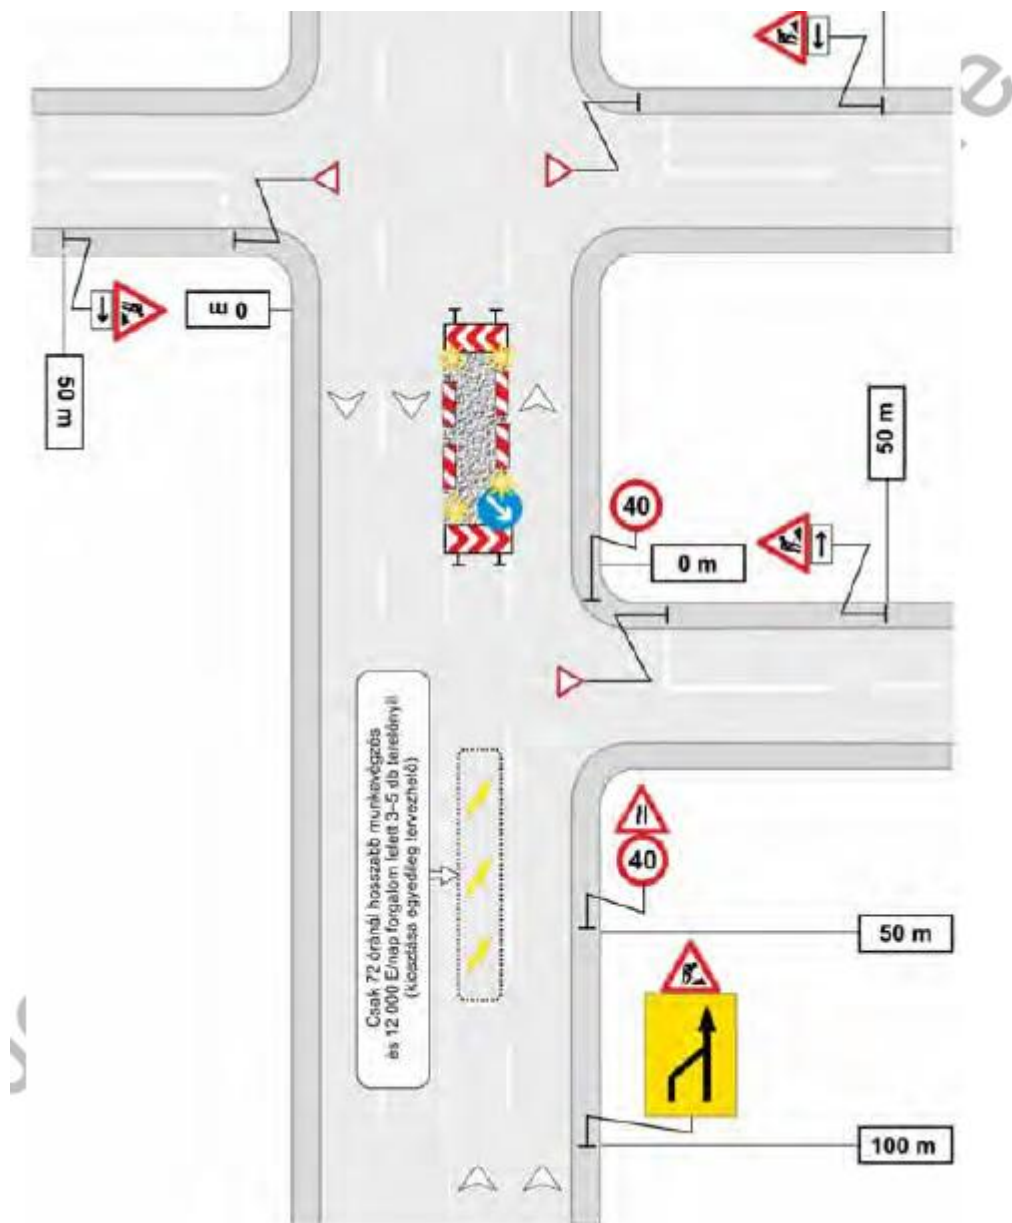 0 m
50 m
50 m
40
0 m
Csak 72 óránál hosszabb munkavégzés
és 12 000 E/nap forgalom felett 3–5 db terelőnyíl
(kiosztása egyedileg tervezhető)
40
50 m
100 m